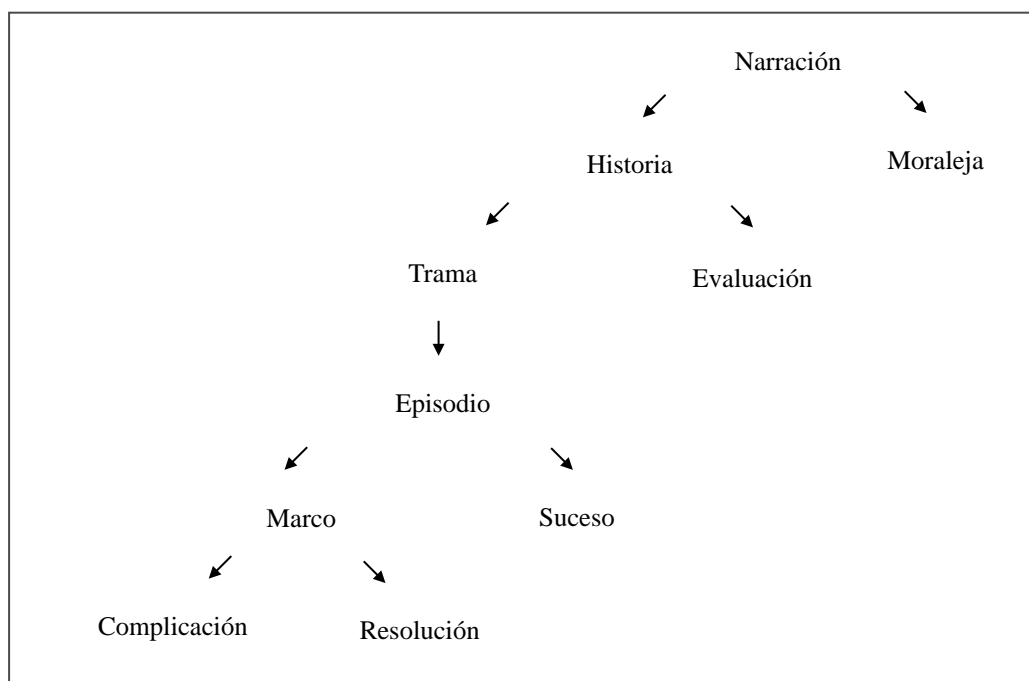 Narración
Historia
Moraleja
Trama
Evaluación
Episodio
Marco
Suceso
Complicación
Resolución